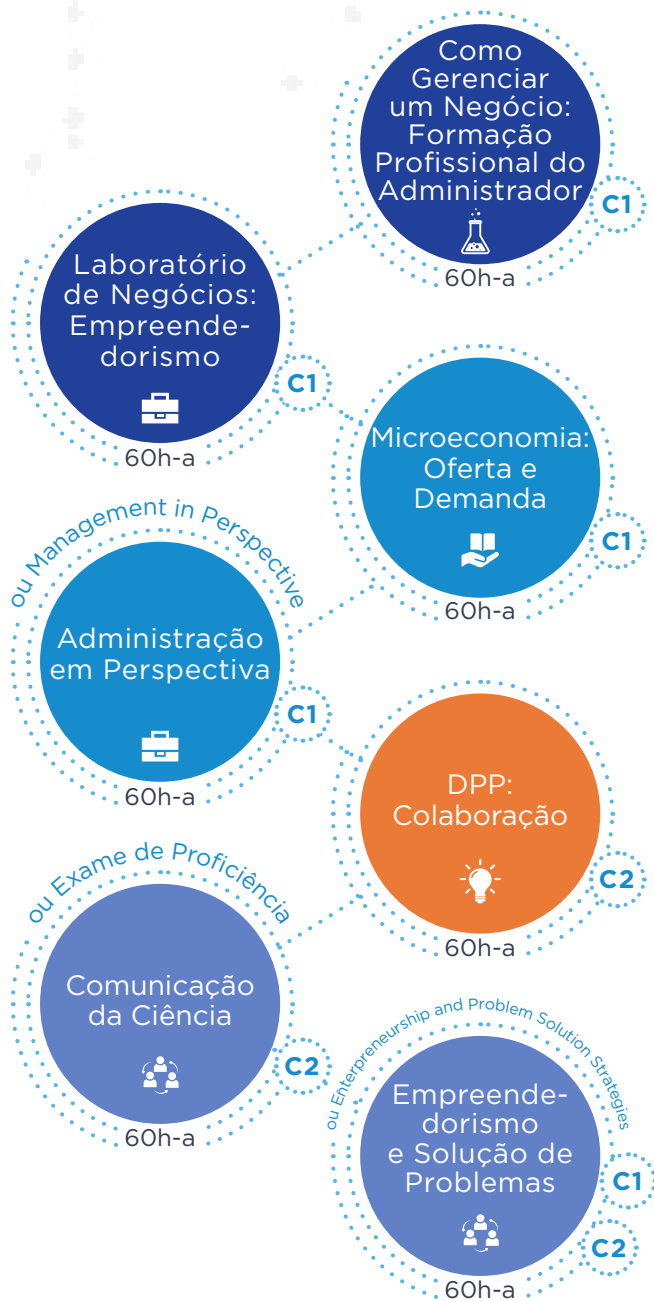 Como
Gerenciar
um Negócio:
Formação
Profissional do
Administrador
C1
60h-a
Laboratório
de Negócios:
Empreende-
dorismo
C1
60h-a
Microeconomia:
Oferta e
Demanda
C1
60h-a
ou Management in Perspective
Administração
em Perspectiva
C1
60h-a
DPP:
Colaboração
C2
60h-a
ou Exame de Proficiência
Comunicação
da Ciência
C2
60h-a
ou Enterpreneurship and Problem Solution Strategies
Empreende-
dorismo
e Solução de
Problemas
C1
C2
60h-a